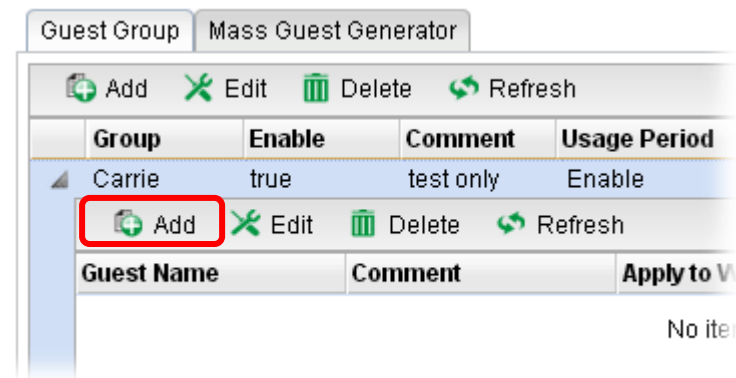 Guest Group Mass Guest Generator
Add Edit Delete Refresh
Group Enable Comment Usage Period
Carrie true test only Enable
Add Edit Delete Refresh
Guest Name Comment Apply to
No